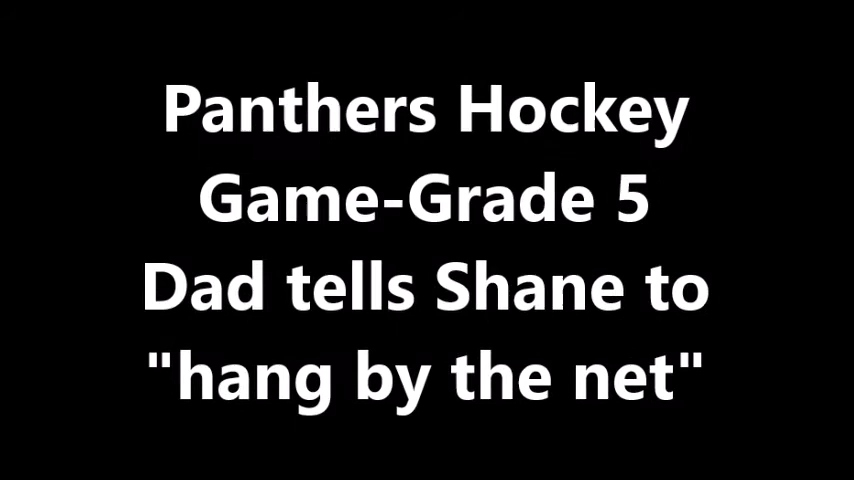 Panthers Hockey
Game-Grade 5
Dad tells Shane to
"hang by the net"